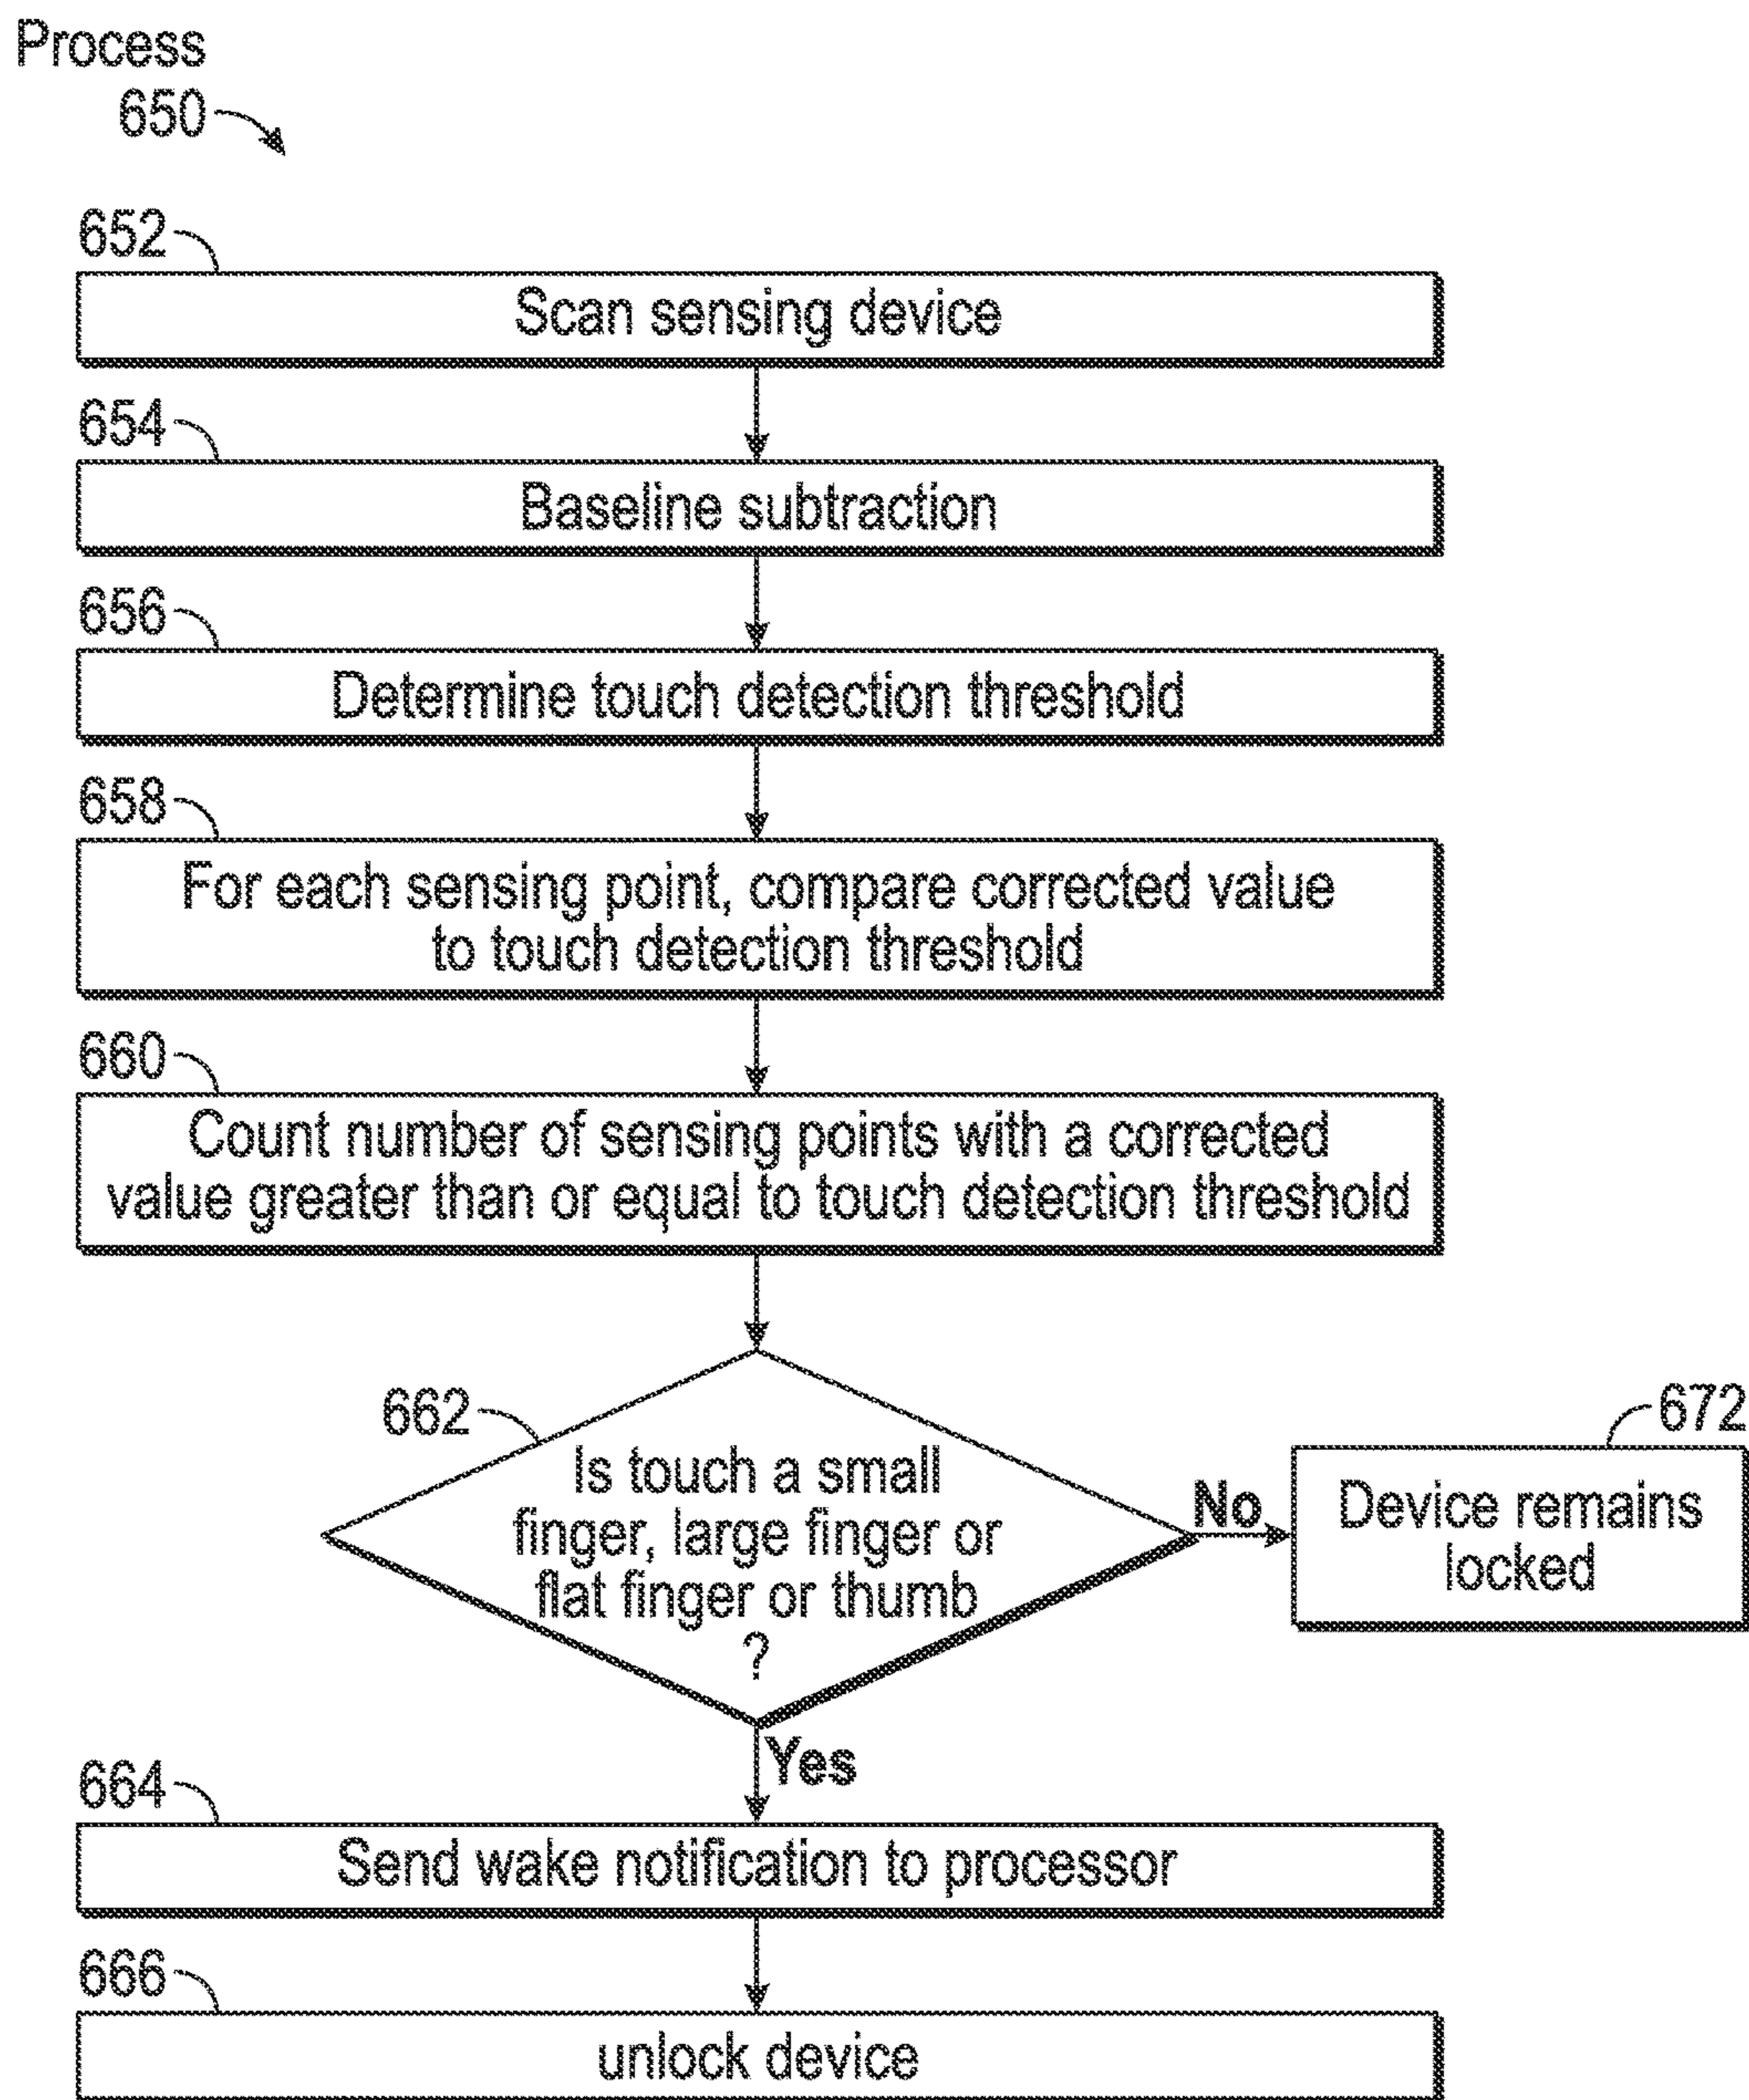 Process
650
652
Scan sensing device
654
Baseline subtraction
656
Determine touch detection threshold
658
For each sensing point, compare corrected value
to touch detection threshold
660
Count number of sensing points with a corrected
value greater than or equal to touch detection threshold
662
Is touch a small
finger, large finger or
flat finger or thumb
?
No
672
Device remains
locked
Yes
664
Send wake notification to processor
666
unlock device